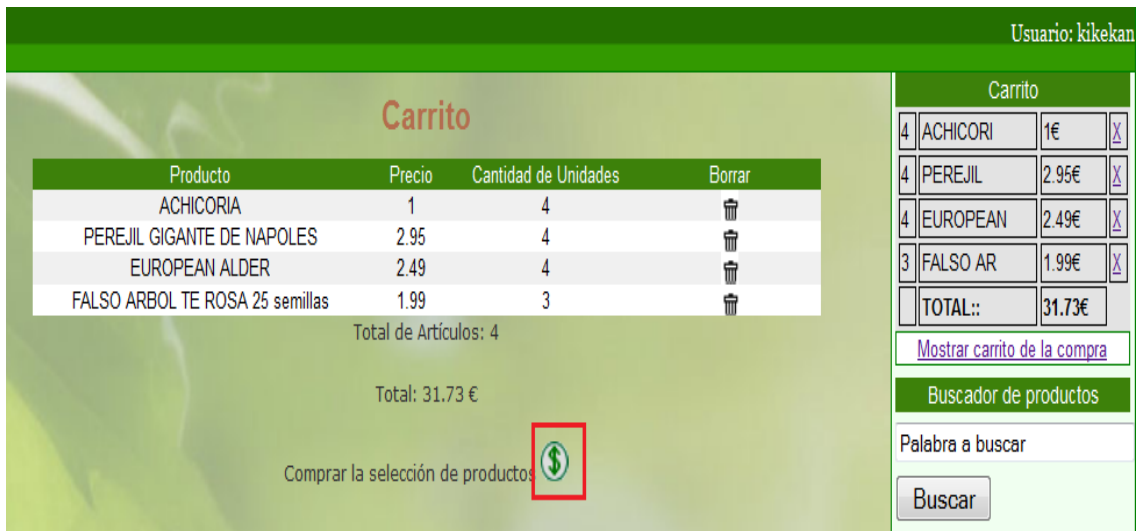 Usuario: kikekan
Carrito
Producto Precio Cantidad de Unidades Borrar
ACHICORIA 1 4
PEREJIL GIGANTE DE NAPOLES 2.95 4
EUROPEAN ALDER 2.49 4
FALSO ARBOL TE ROSA 25 semillas 1.99 3
Total de Artículos: 4
Total: 31.73 €
Comprar la selección de productos
Carrito
4 ACHICORI 1€ X
4 PEREJIL 2.95€ X
4 EUROPEAN 2.49€ X
3 FALSO AR 1.99€ X
TOTAL:: 31.73€
Mostrar carrito de la compra
Buscador de productos
Palabra a buscar
Buscar